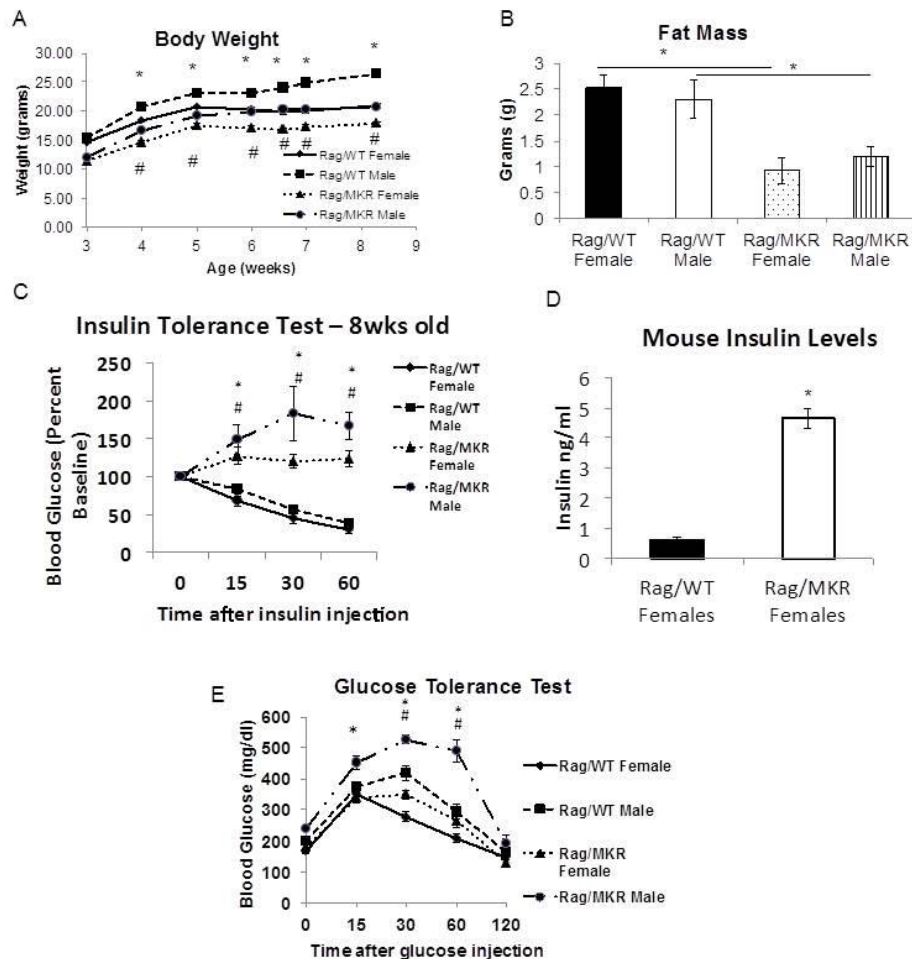 A
Body Weight
30.00
25.00
20.00
15.00
10.00
5.00
0.00
Weight (grams)
* * * * * *
# # # # # #
Rag/WT Female
Rag/WT Male
Rag/MKR Female
Rag/MKR Male
3 4 5 6 7 8 9
Age (weeks)
B
Fat Mass
* *
3
2.5
2
1.5
1
0.5
0
Grams (g)
Rag/WT Rag/WT Rag/MKR Rag/MKR
Female Male Female Male
C
Insulin Tolerance Test – 8wks old
250
200
150
100
50
0
Blood Glucose (Percent
Baseline)
* * *
# # #
Rag/WT
Female
Rag/WT
Male
Rag/MKR
Female
Rag/MKR
Male
0 15 30 60
Time after insulin injection
D
Mouse Insulin Levels
6
5
4
3
2
1
0
Insulin ng/ml
*
Rag/WT Rag/MKR
Females Females
E
Glucose Tolerance Test
600
500
400
300
200
100
0
Blood Glucose (mg/dl)
* * *
# #
Rag/WT Female
Rag/WT Male
Rag/MKR
Female
Rag/MKR Male
0 15 30 60 120
Time after glucose injection